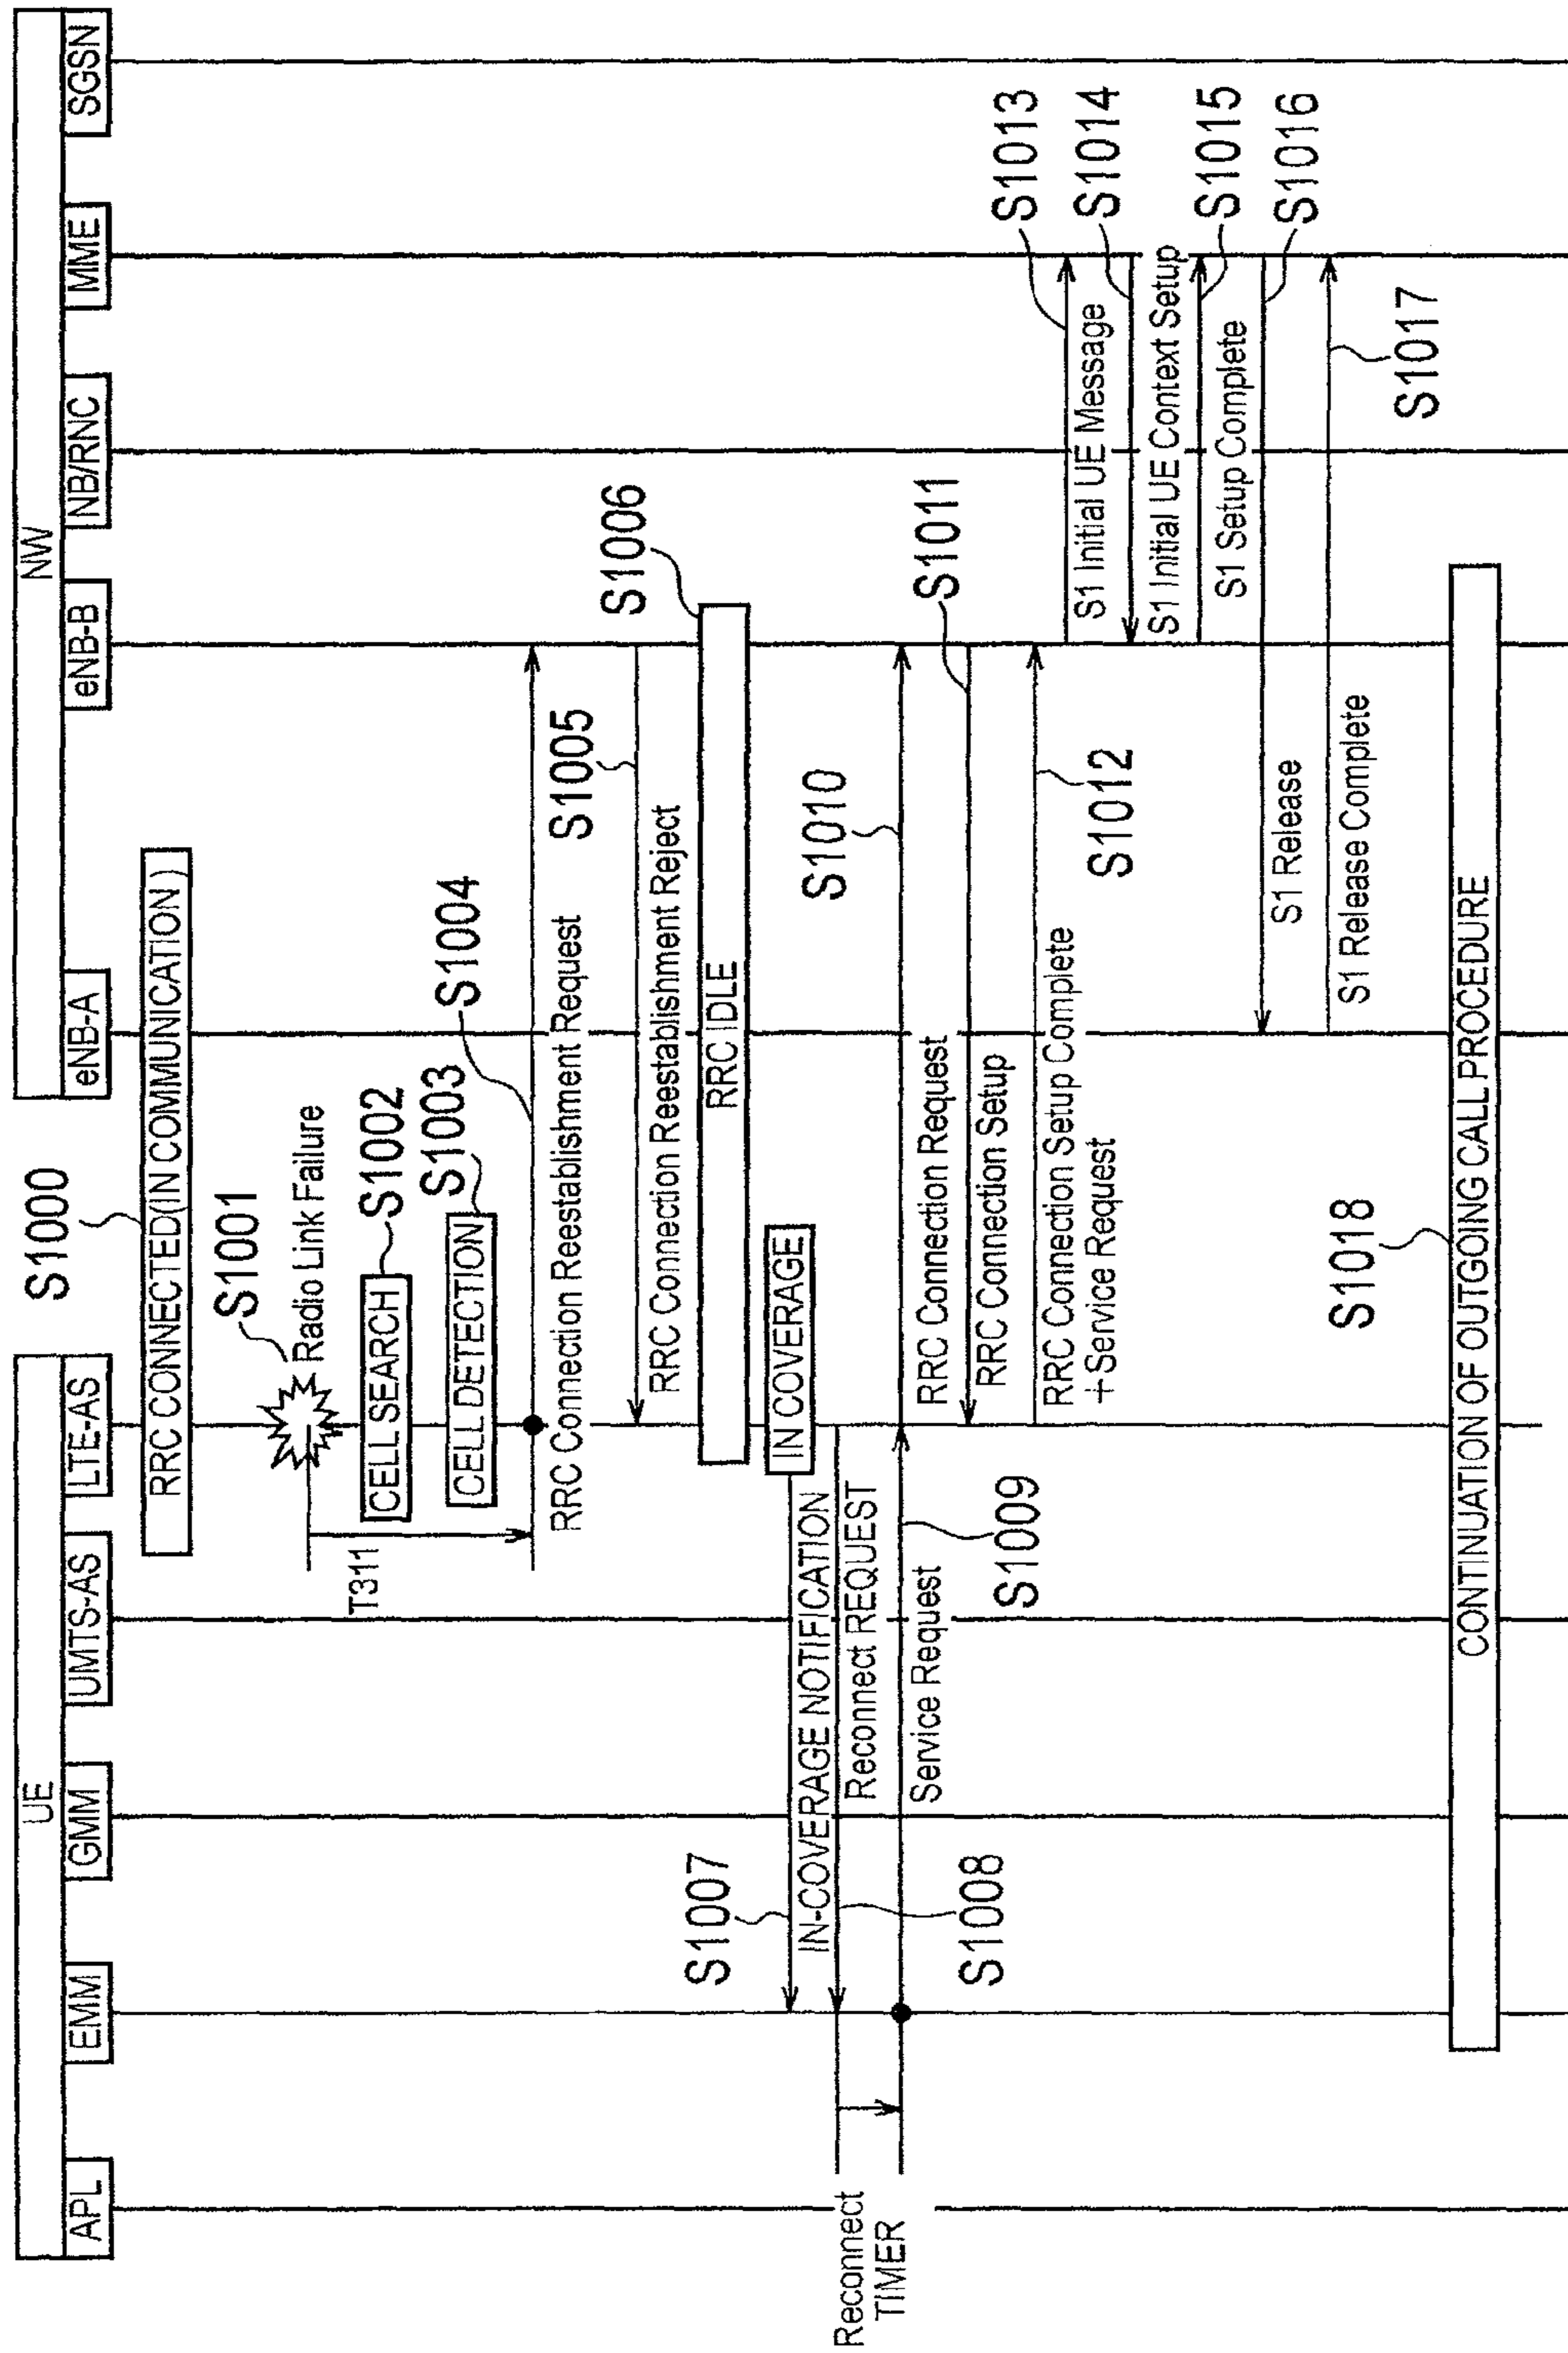 UE
NW
APL
EMM
GMM
UMTS-AS
LTE-AS
eNB-A
eNB-B
NB/RNC
MME
SGSN
S1000
RRC CONNECTED(IN COMMUNICATION)
S1001
Radio Link Failure
T311
CELL SEARCH
S1002
CELL DETECTION
S1003
S1004
RRC Connection Reestablishment Request
S1005
RRC Connection Reestablishment Reject
S1006
RRC IDLE
IN COVERAGE
S1007
IN-COVERAGE NOTIFICATION
Reconnect REQUEST
S1008
Reconnect
TIMER
Service Request
S1009
S1010
RRC Connection Request
S1011
RRC Connection Setup
RRC Connection Setup Complete
+Service Request
S1012
S1013
S1 Initial UE Message
S1014
S1 Initial UE Context Setup
S1015
S1 Setup Complete
S1016
S1 Release
S1017
S1 Release Complete
S1018
CONTINUATION OF OUTGOING CALL PROCEDURE